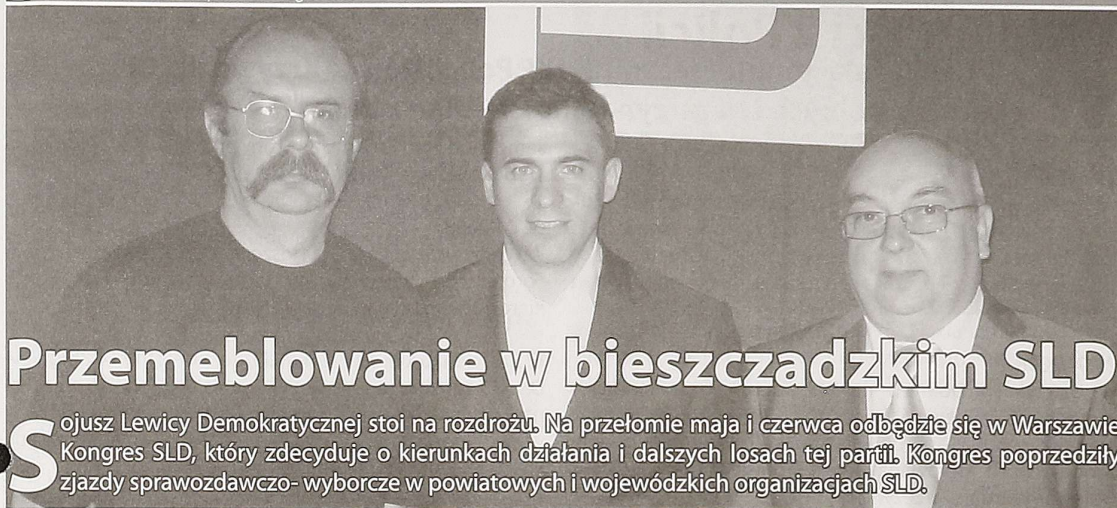 Przemeblowanie w bieszczadzkim SLD
Sojusz Lewicy Demokratycznej stoi na rozdrożu. Na przełomie maja i czerwca odbędzie się w Warszawie
Kongres SLD, który zdecyduje o kierunkach działania i dalszych losach tej partii. Kongres poprzedziły
zjazdy sprawozdawczo- wyborcze w powiatowych i wojewódzkich organizacjach SLD.